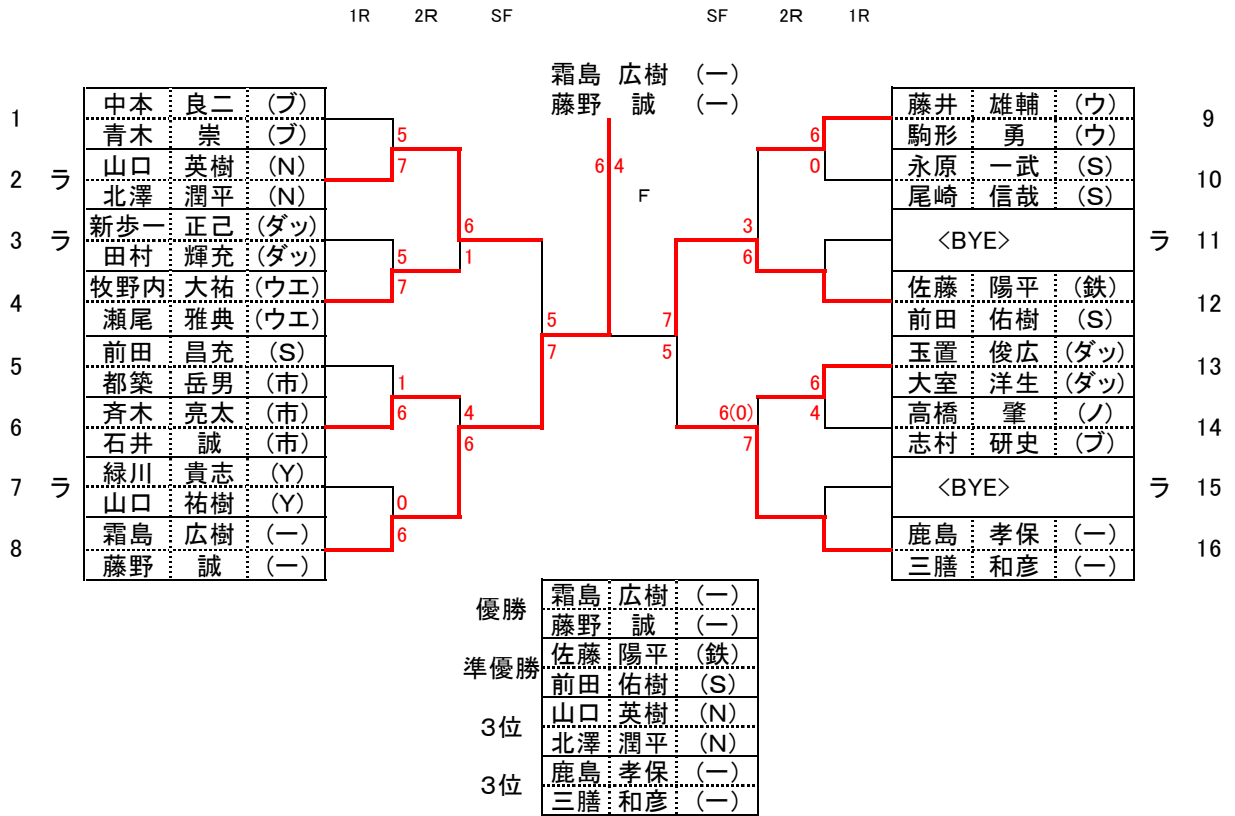 1R 2R SF SF 2R 1R
霜島 広樹 (一)
藤野 誠 (一)
1 中本 良二 (ブ)
青木 崇 (ブ)
2 ラ 山口 英樹 (N)
北澤 潤平 (N)
3 ラ 新歩一 正己 (ダッ)
田村 輝充 (ダッ)
4 牧野内 大祐 (ウエ)
瀬尾 雅典 (ウエ)
5 前田 昌充 (S)
都築 岳男 (市)
6 斉木 亮太 (市)
石井 誠 (市)
7 ラ 緑川 貴志 (Y)
山口 祐樹 (Y)
8 霜島 広樹 (一)
藤野 誠 (一)
5
7
5
7
1
6
0
6
6
1
4
6
5
7
6 4
F
7
5
3
6
6(0)
7
6
0
6
4
藤井 雄輔 (ウ) 9
駒形 勇 (ウ)
永原 一武 (S) 10
尾崎 信哉 (S)
<BYE> ラ 11
佐藤 陽平 (鉄) 12
前田 佑樹 (S)
玉置 俊広 (ダッ) 13
大室 洋生 (ダッ)
高橋 肇 (ノ) 14
志村 研史 (ブ)
<BYE> ラ 15
鹿島 孝保 (一) 16
三膳 和彦 (一)
優勝 霜島 広樹 (一)
藤野 誠 (一)
準優勝 佐藤 陽平 (鉄)
前田 佑樹 (S)
3位 山口 英樹 (N)
北澤 潤平 (N)
3位 鹿島 孝保 (一)
三膳 和彦 (一)